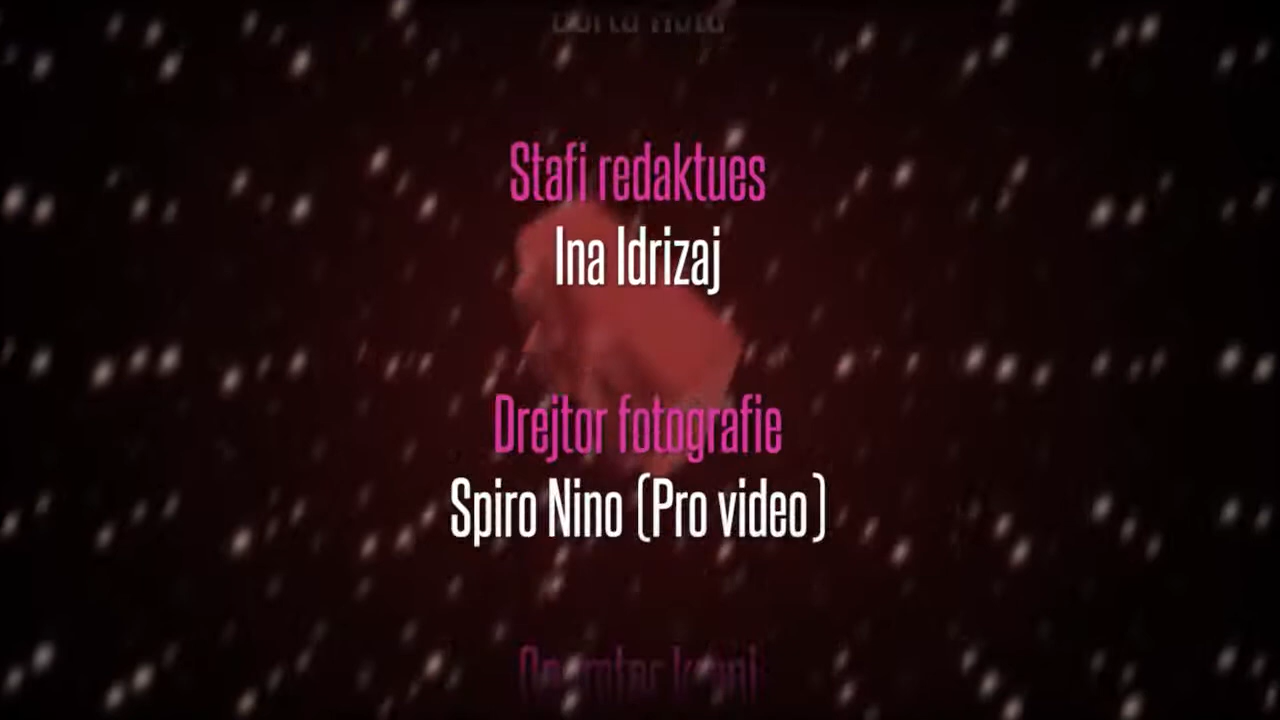 Stafi redaktues
Ina Idrizaj
Drejtor fotografie
Spiro Nino (Pro video)